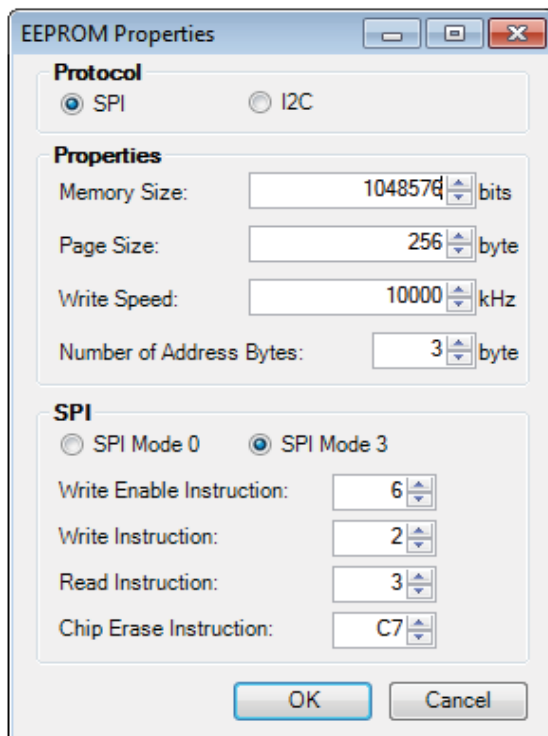 EEPROM Properties
Protocol
SPI I2C
Properties
Memory Size: 1048576 bits
Page Size: 256 byte
Write Speed: 10000 kHz
Number of Address Bytes: 3 byte
SPI
SPI Mode 0 SPI Mode 3
Write Enable Instruction: 6
Write Instruction: 2
Read Instruction: 3
Chip Erase Instruction: C7
OK Cancel